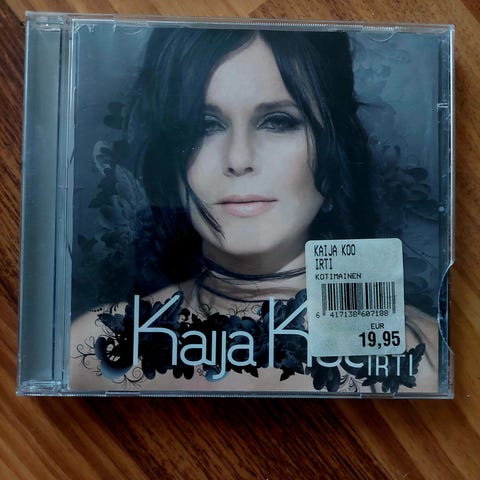 KAIJA KOO
IRTI
KOTIMAINEN
6 417138 607188
EUR
19,95
Kaija Koo
IRTI